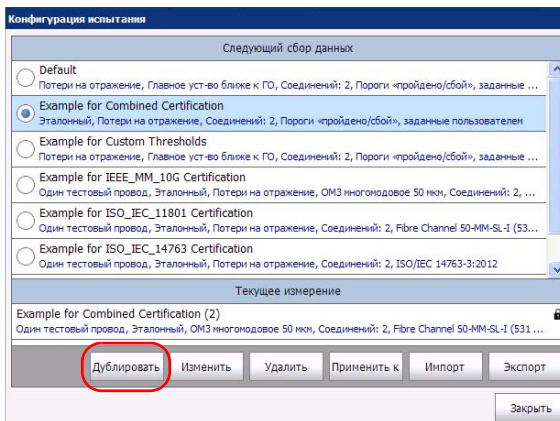 Конфигурация испытания
Следующий сбор данных
Default
Потери на отражение, Главное уст-во ближе к ГО, Соединений: 2, Пороги «пройдено/сбой», заданные ...
Example for Combined Certification
Эталонный, Потери на отражение, Соединений: 2, Пороги «пройдено/сбой», заданные пользователем
Example for Custom Thresholds
Потери на отражение, Главное уст-во ближе к ГО, Соединений: 2, Пороги «пройдено/сбой», заданные ...
Example for IEEE_MM_10G Certification
Один тестовый провод, Эталонный, Потери на отражение, OM3 многомодовое 50 мкм, Соединений: 2, ...
Example for ISO_IEC_11801 Certification
Один тестовый провод, Эталонный, Потери на отражение, Соединений: 2, Fibre Channel 50-MM-SL-I (53...
Example for ISO_IEC_14763 Certification
Один тестовый провод, Эталонный, Потери на отражение, Соединений: 2, ISO/IEC 14763-3:2012
Текущее измерение
Example for Combined Certification (2)
Один тестовый провод, Эталонный, OM3 многомодовое 50 мкм, Соединений: 2, Fibre Channel 50-MM-SL-I (531 ...
Дублировать Изменить Удалить Применить к Импорт Экспорт
Закрыть